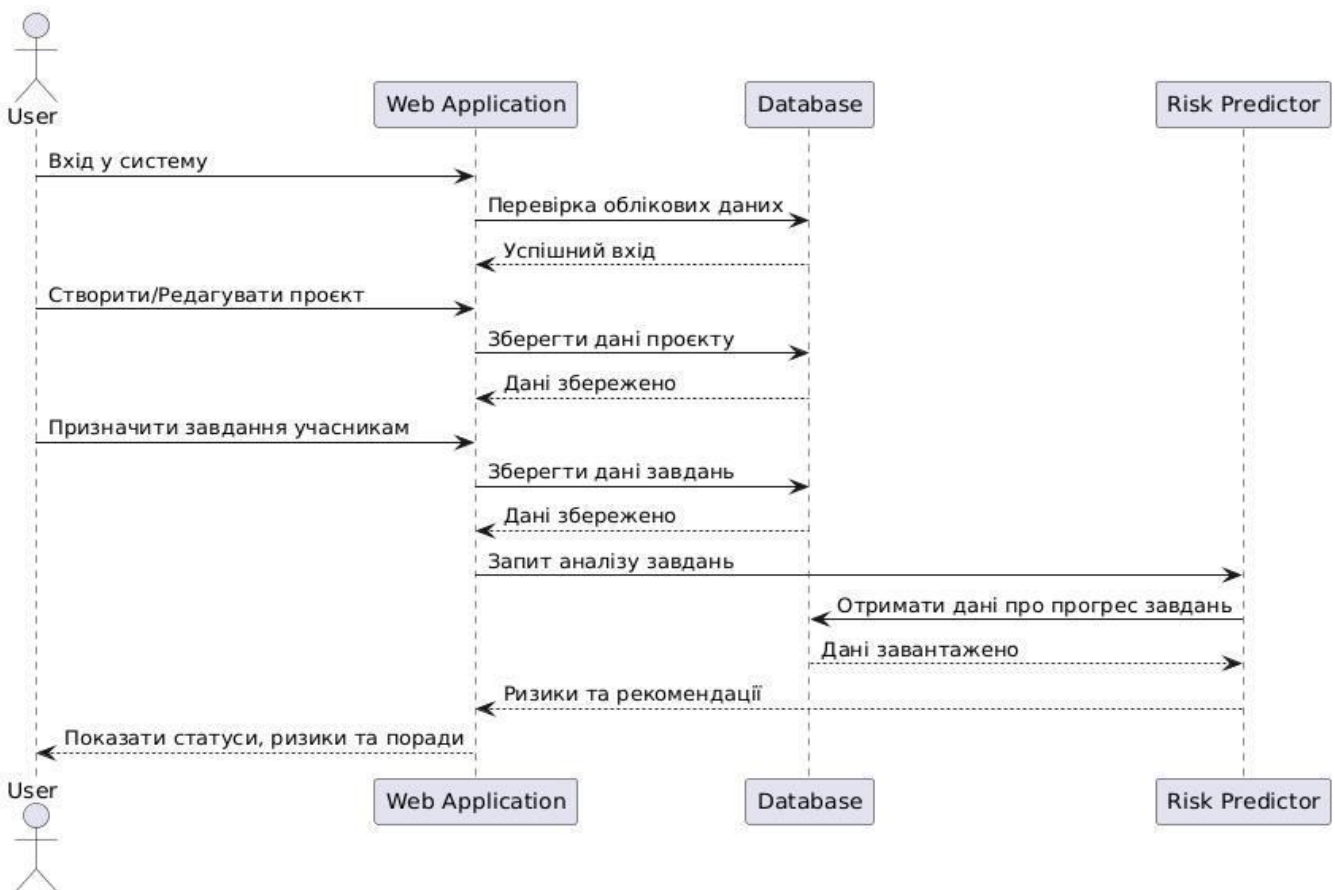 User
Web Application
Database
Risk Predictor
Вхід у систему
Перевірка облікових даних
Успішний вхід
Створити/Редагувати проєкт
Зберегти дані проєкту
Дані збережено
Призначити завдання учасникам
Зберегти дані завдань
Дані збережено
Запит аналізу завдань
Отримати дані про прогрес завдань
Дані завантажено
Ризики та рекомендації
Показати статуси, ризики та поради
User
Web Application
Database
Risk Predictor